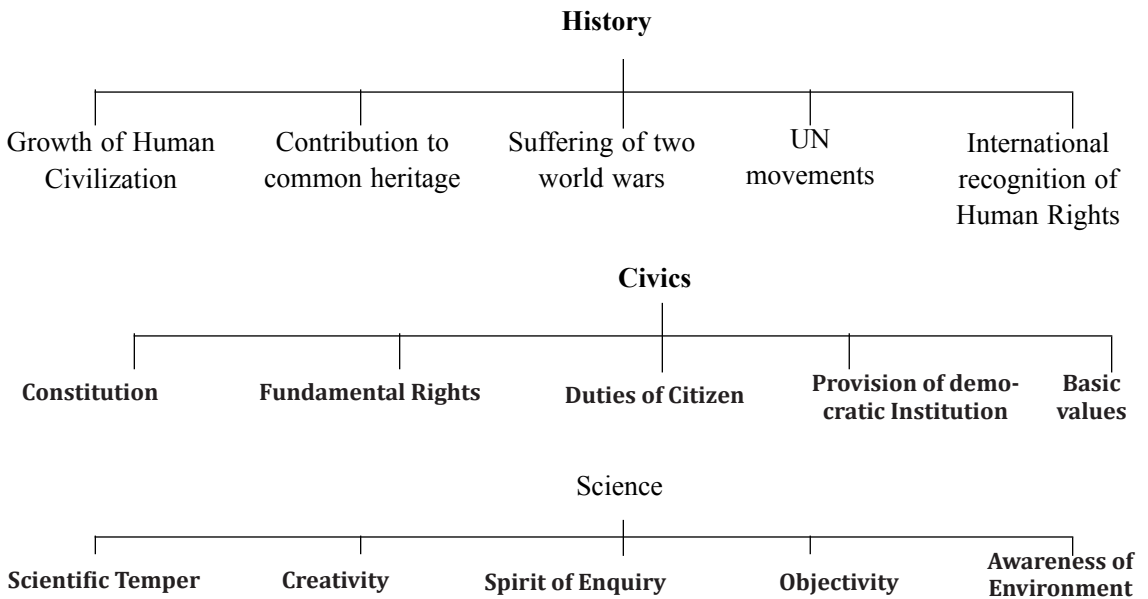 History
Growth of Human
Civilization
Contribution to
common heritage
Suffering of two
world wars
UN
movements
International
recognition of
Human Rights
Civics
Constitution
Fundamental Rights
Duties of Citizen
Provision of demo-
cratic Institution
Basic
values
Science
Scientific Temper
Creativity
Spirit of Enquiry
Objectivity
Awareness of
Environment